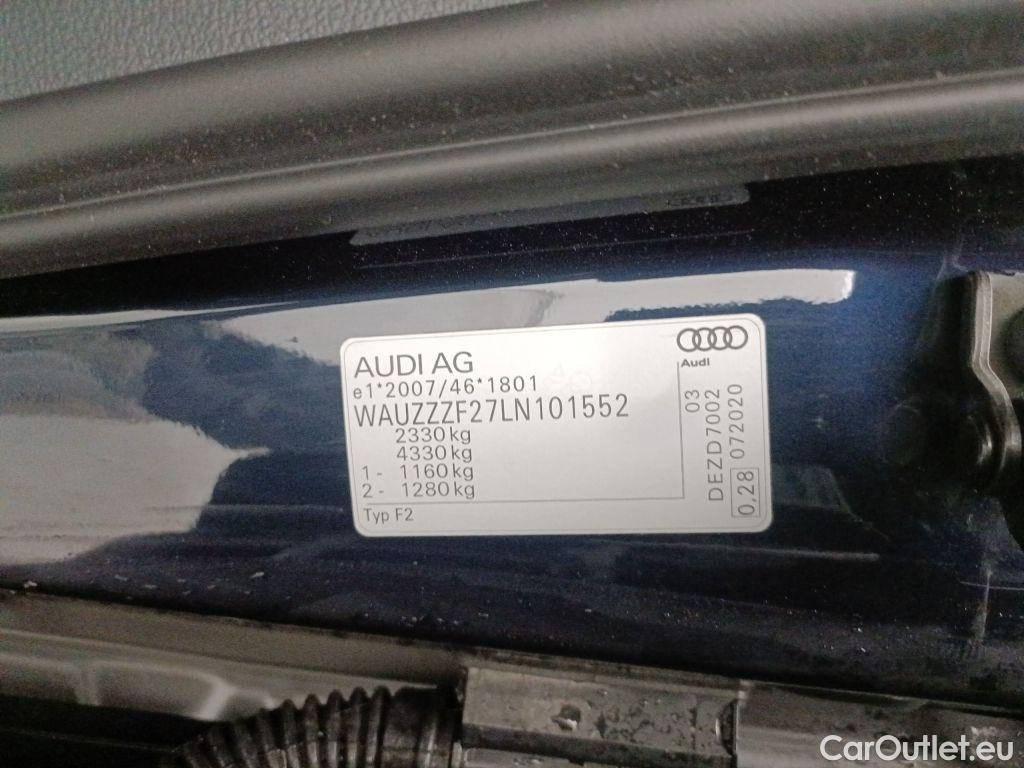 AUDI AG
e1*2007/46*1801
WAUZZZF27LN101552
2330 kg
4330 kg
1 - 1160 kg
2 - 1280 kg
Typ F2
Audi
03
DEZD7002
072020
0,28
CarOutlet.eu